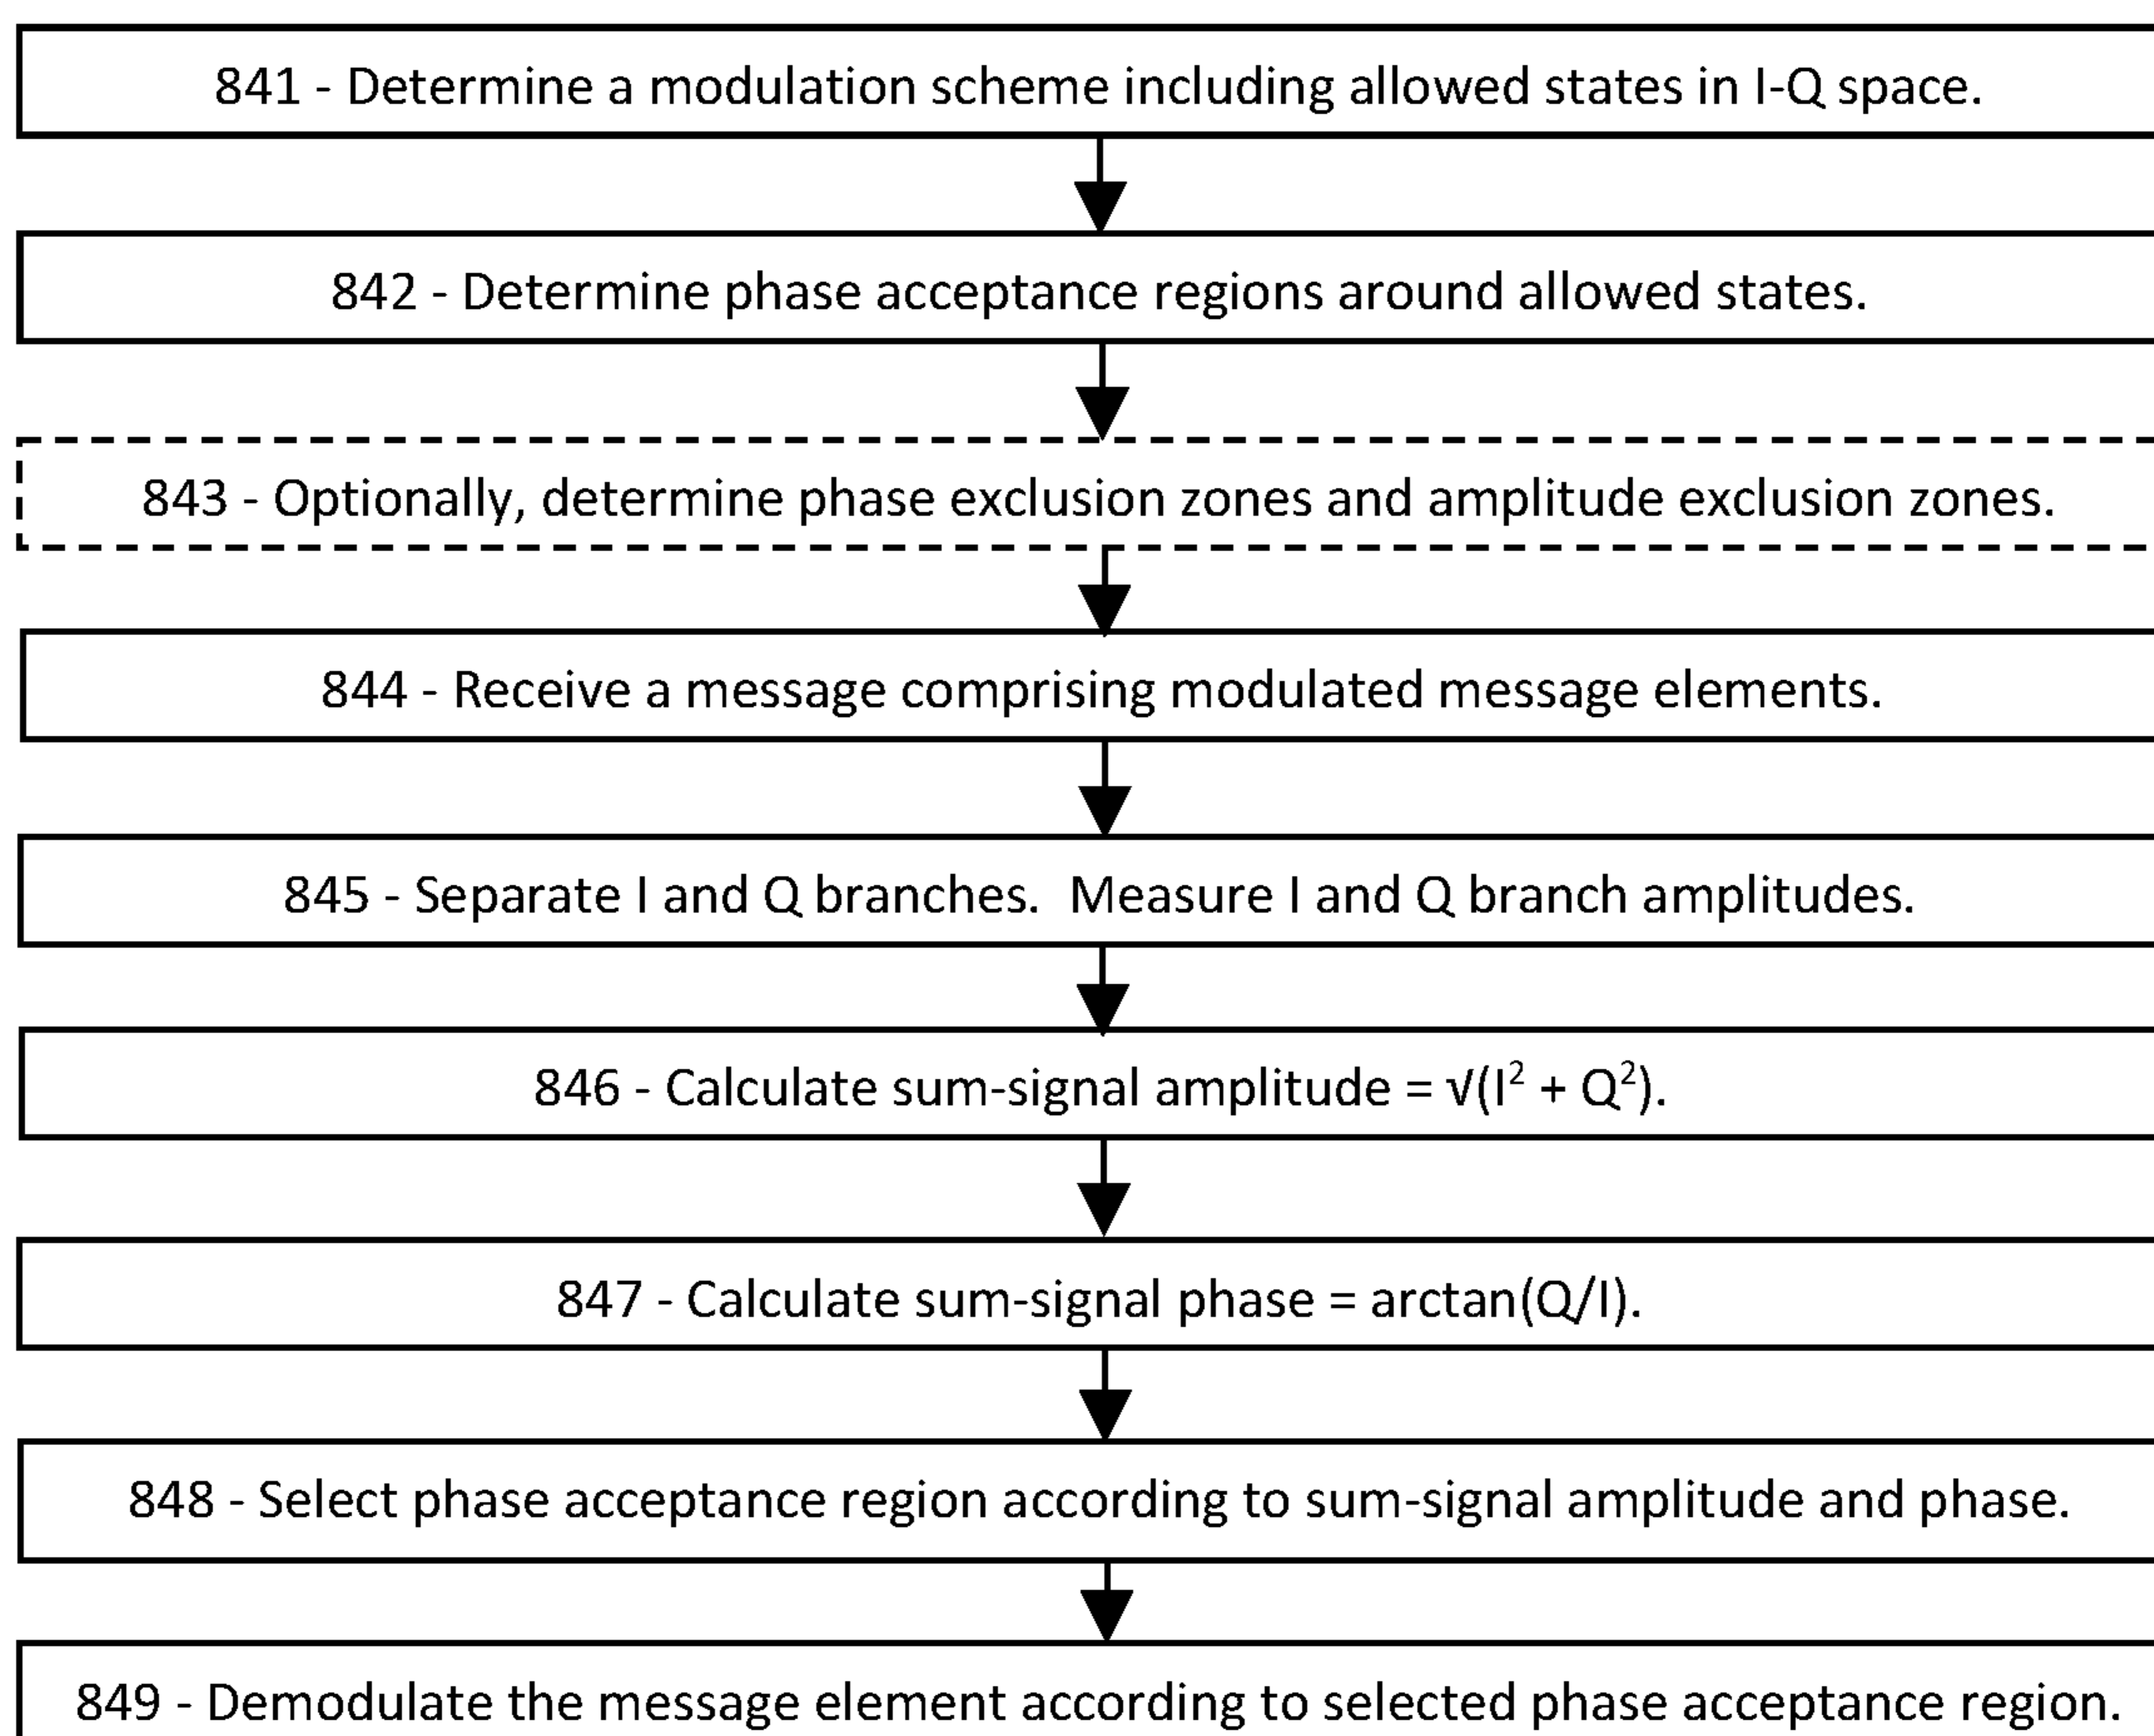 841 - Determine a modulation scheme including allowed states in I-Q space.
842 - Determine phase acceptance regions around allowed states.
843 - Optionally, determine phase exclusion zones and amplitude exclusion zones.
844 - Receive a message comprising modulated message elements.
845 - Separate I and Q branches.  Measure I and Q branch amplitudes.
846 - Calculate sum-signal amplitude = √(I² + Q²).
847 - Calculate sum-signal phase = arctan(Q/I).
848 - Select phase acceptance region according to sum-signal amplitude and phase.
849 - Demodulate the message element according to selected phase acceptance region.